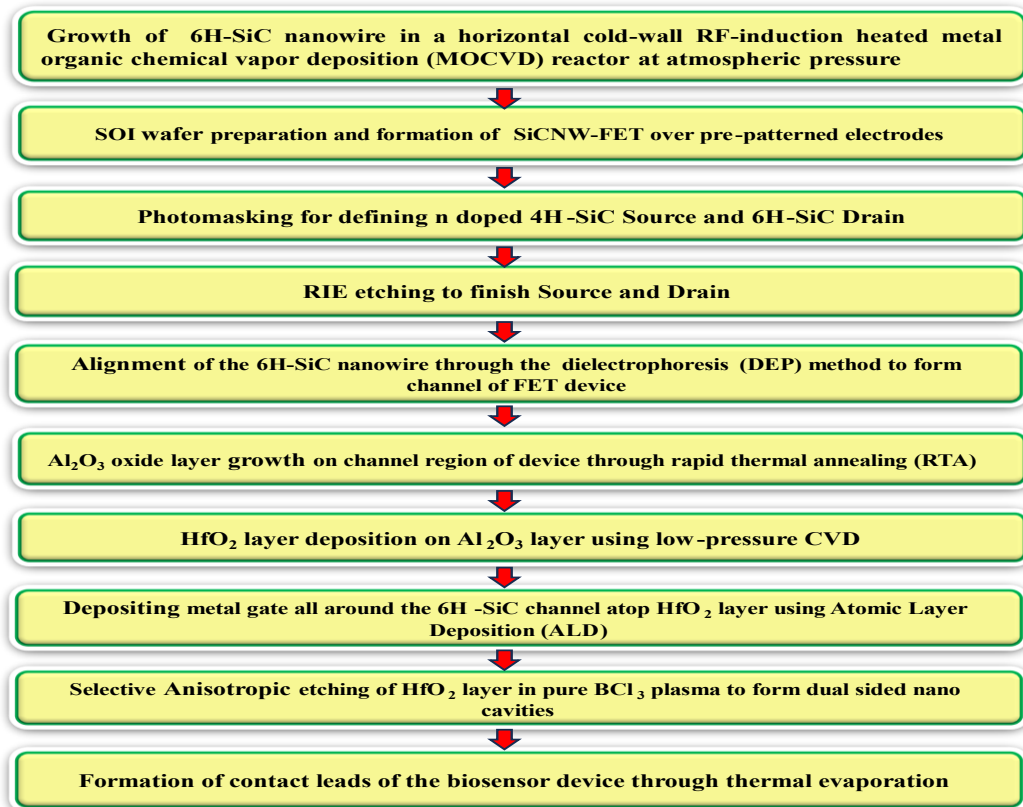 Growth of 6H-SiC nanowire in a horizontal cold-wall RF-induction heated metal
organic chemical vapor deposition (MOCVD) reactor at atmospheric pressure
SOI wafer preparation and formation of SiCNW-FET over pre-patterned electrodes
Photomasking for defining n doped 4H-SiC Source and 6H-SiC Drain
RIE etching to finish Source and Drain
Alignment of the 6H-SiC nanowire through the dielectrophoresis (DEP) method to form
channel of FET device
Al₂O₃ oxide layer growth on channel region of device through rapid thermal annealing (RTA)
HfO₂ layer deposition on Al₂O₃ layer using low-pressure CVD
Depositing metal gate all around the 6H -SiC channel atop HfO₂ layer using Atomic Layer
Deposition (ALD)
Selective Anisotropic etching of HfO₂ layer in pure BCl₃ plasma to form dual sided nano
cavities
Formation of contact leads of the biosensor device through thermal evaporation